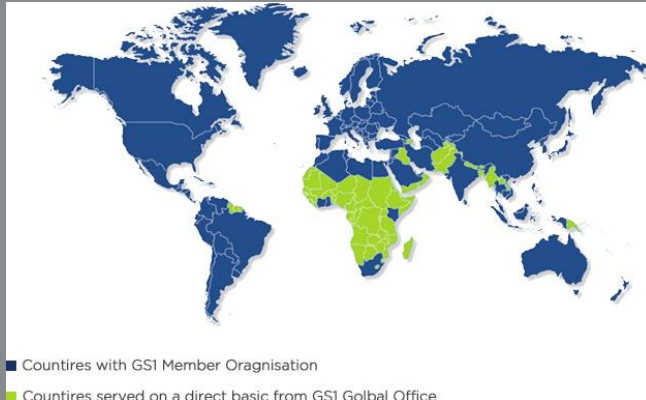 Countires with GS1 Member Oragnisation
Countires served on a direct basic from GS1 Golbal Office